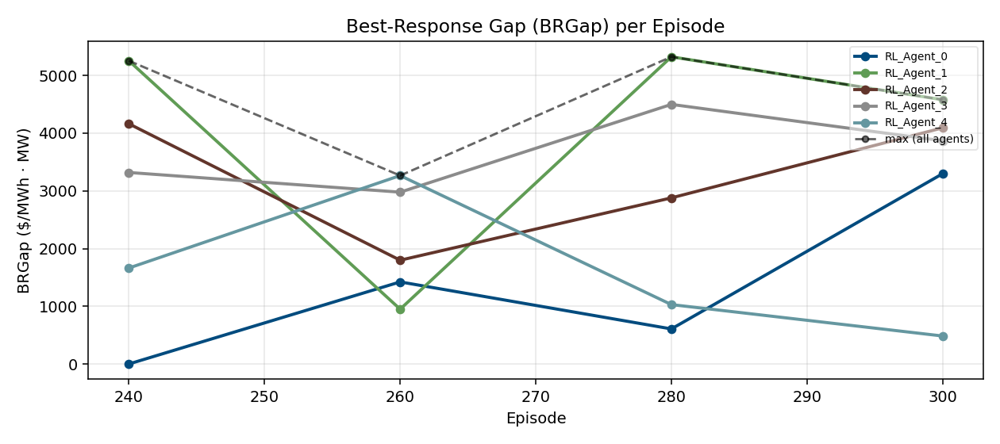 Best-Response Gap (BRGap) per Episode
BRGap ($/MWh · MW)
5000
4000
3000
2000
1000
0
RL_Agent_0
RL_Agent_1
RL_Agent_2
RL_Agent_3
RL_Agent_4
max (all agents)
240 250 260 270 280 290 300
Episode